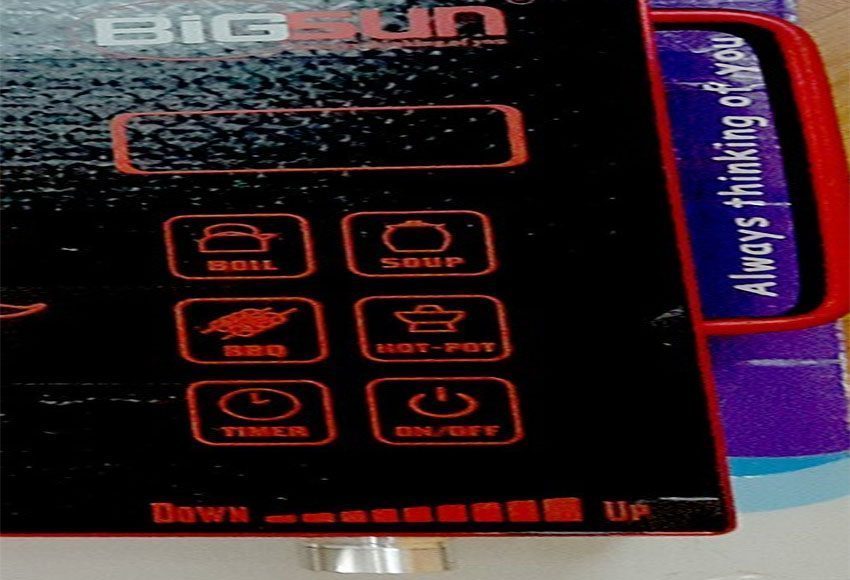 BiGSUN
BOIL
SOUP
BBQ
HOT-POT
TIMER
ON/OFF
DOWN
UP
Always thinking of you